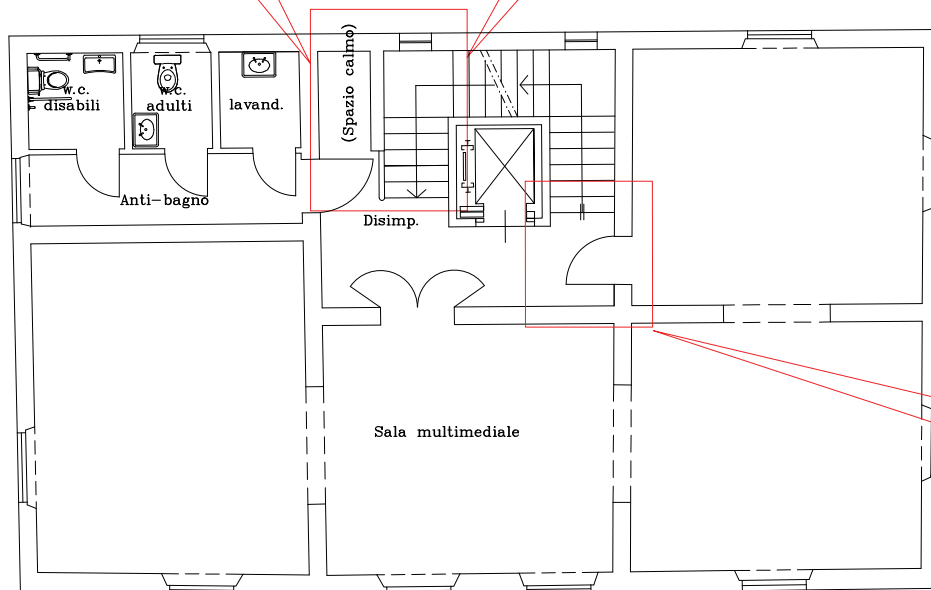 w.c.
disabili
w.c.
adulti
lavand.
(Spazio calmo)
Anti-bagno
Disimp.
Sala multimediale